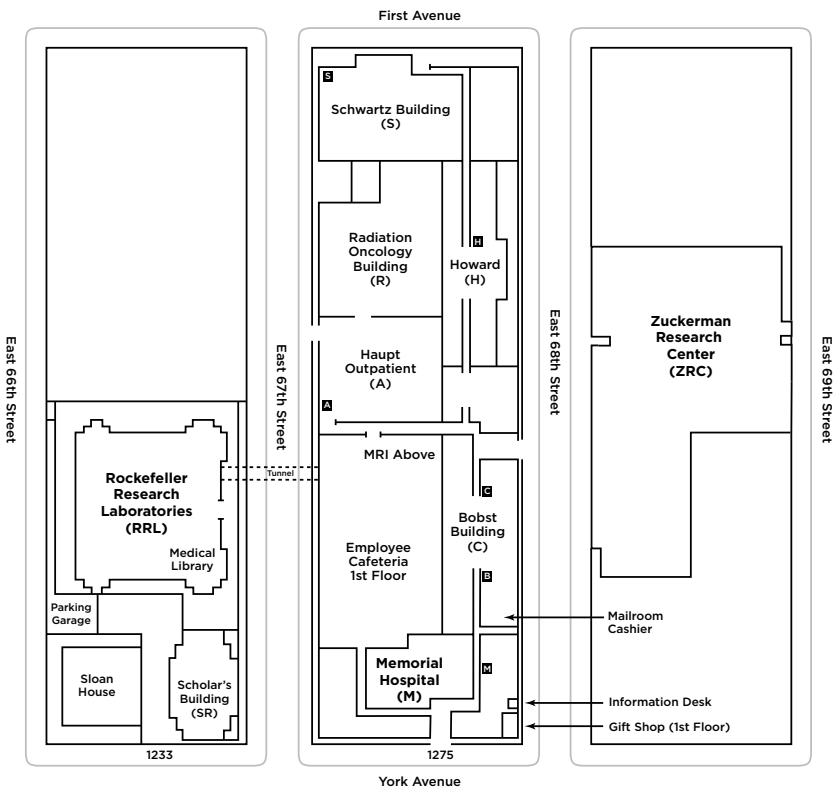 First Avenue
S
Schwartz Building
(S)
Radiation
Oncology
Building
(R)
H
Howard
(H)
Haupt
Outpatient
(A)
A
MRI Above
East 66th Street
East 67th Street
East 68th Street
East 69th Street
Zuckerman
Research
Center
(ZRC)
Tunnel
Rockefeller
Research
Laboratories
(RRL)
Medical
Library
C
Bobst
Building
(C)
Employee
Cafeteria
1st Floor
B
Parking
Garage
Mailroom
Cashier
Sloan
House
Scholar's
Building
(SR)
Memorial
Hospital
(M)
M
Information Desk
Gift Shop (1st Floor)
1233
1275
York Avenue